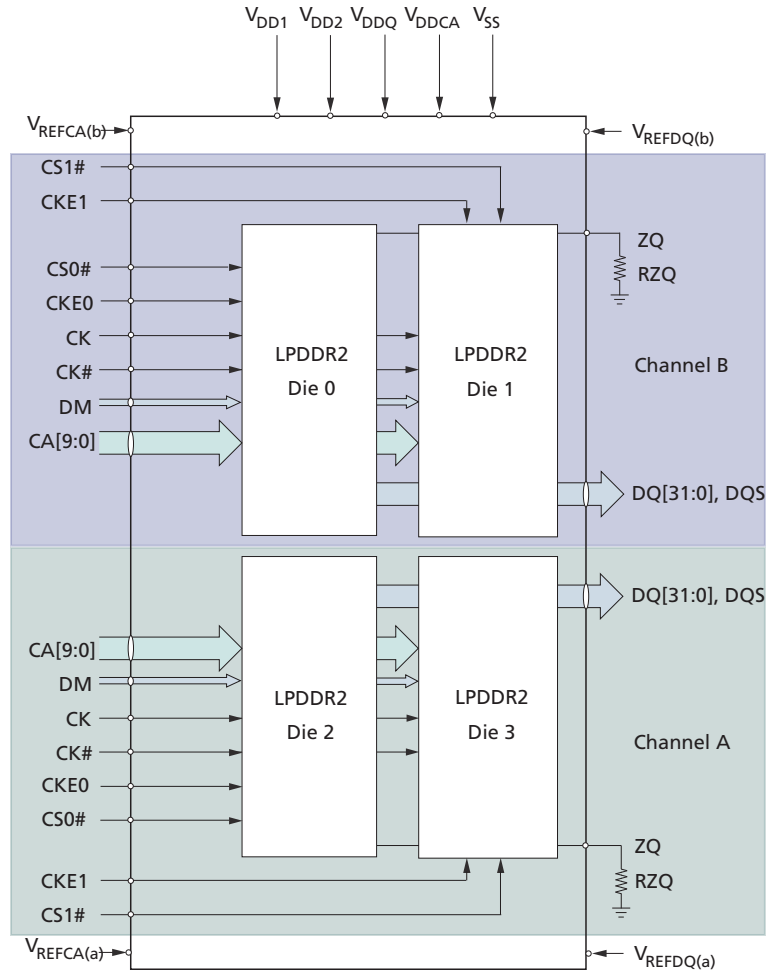 VDD1 VDD2 VDDQ VDDCA VSS
VREFCA(b)
VREFDQ(b)
CS1#
CKE1
ZQ
RZQ
CS0#
CKE0
CK
CK#
DM
CA[9:0]
LPDDR2
Die 0
LPDDR2
Die 1
Channel B
DQ[31:0], DQS
DQ[31:0], DQS
CA[9:0]
DM
CK
CK#
CKE0
CS0#
LPDDR2
Die 2
LPDDR2
Die 3
Channel A
ZQ
RZQ
CKE1
CS1#
VREFCA(a)
VREFDQ(a)